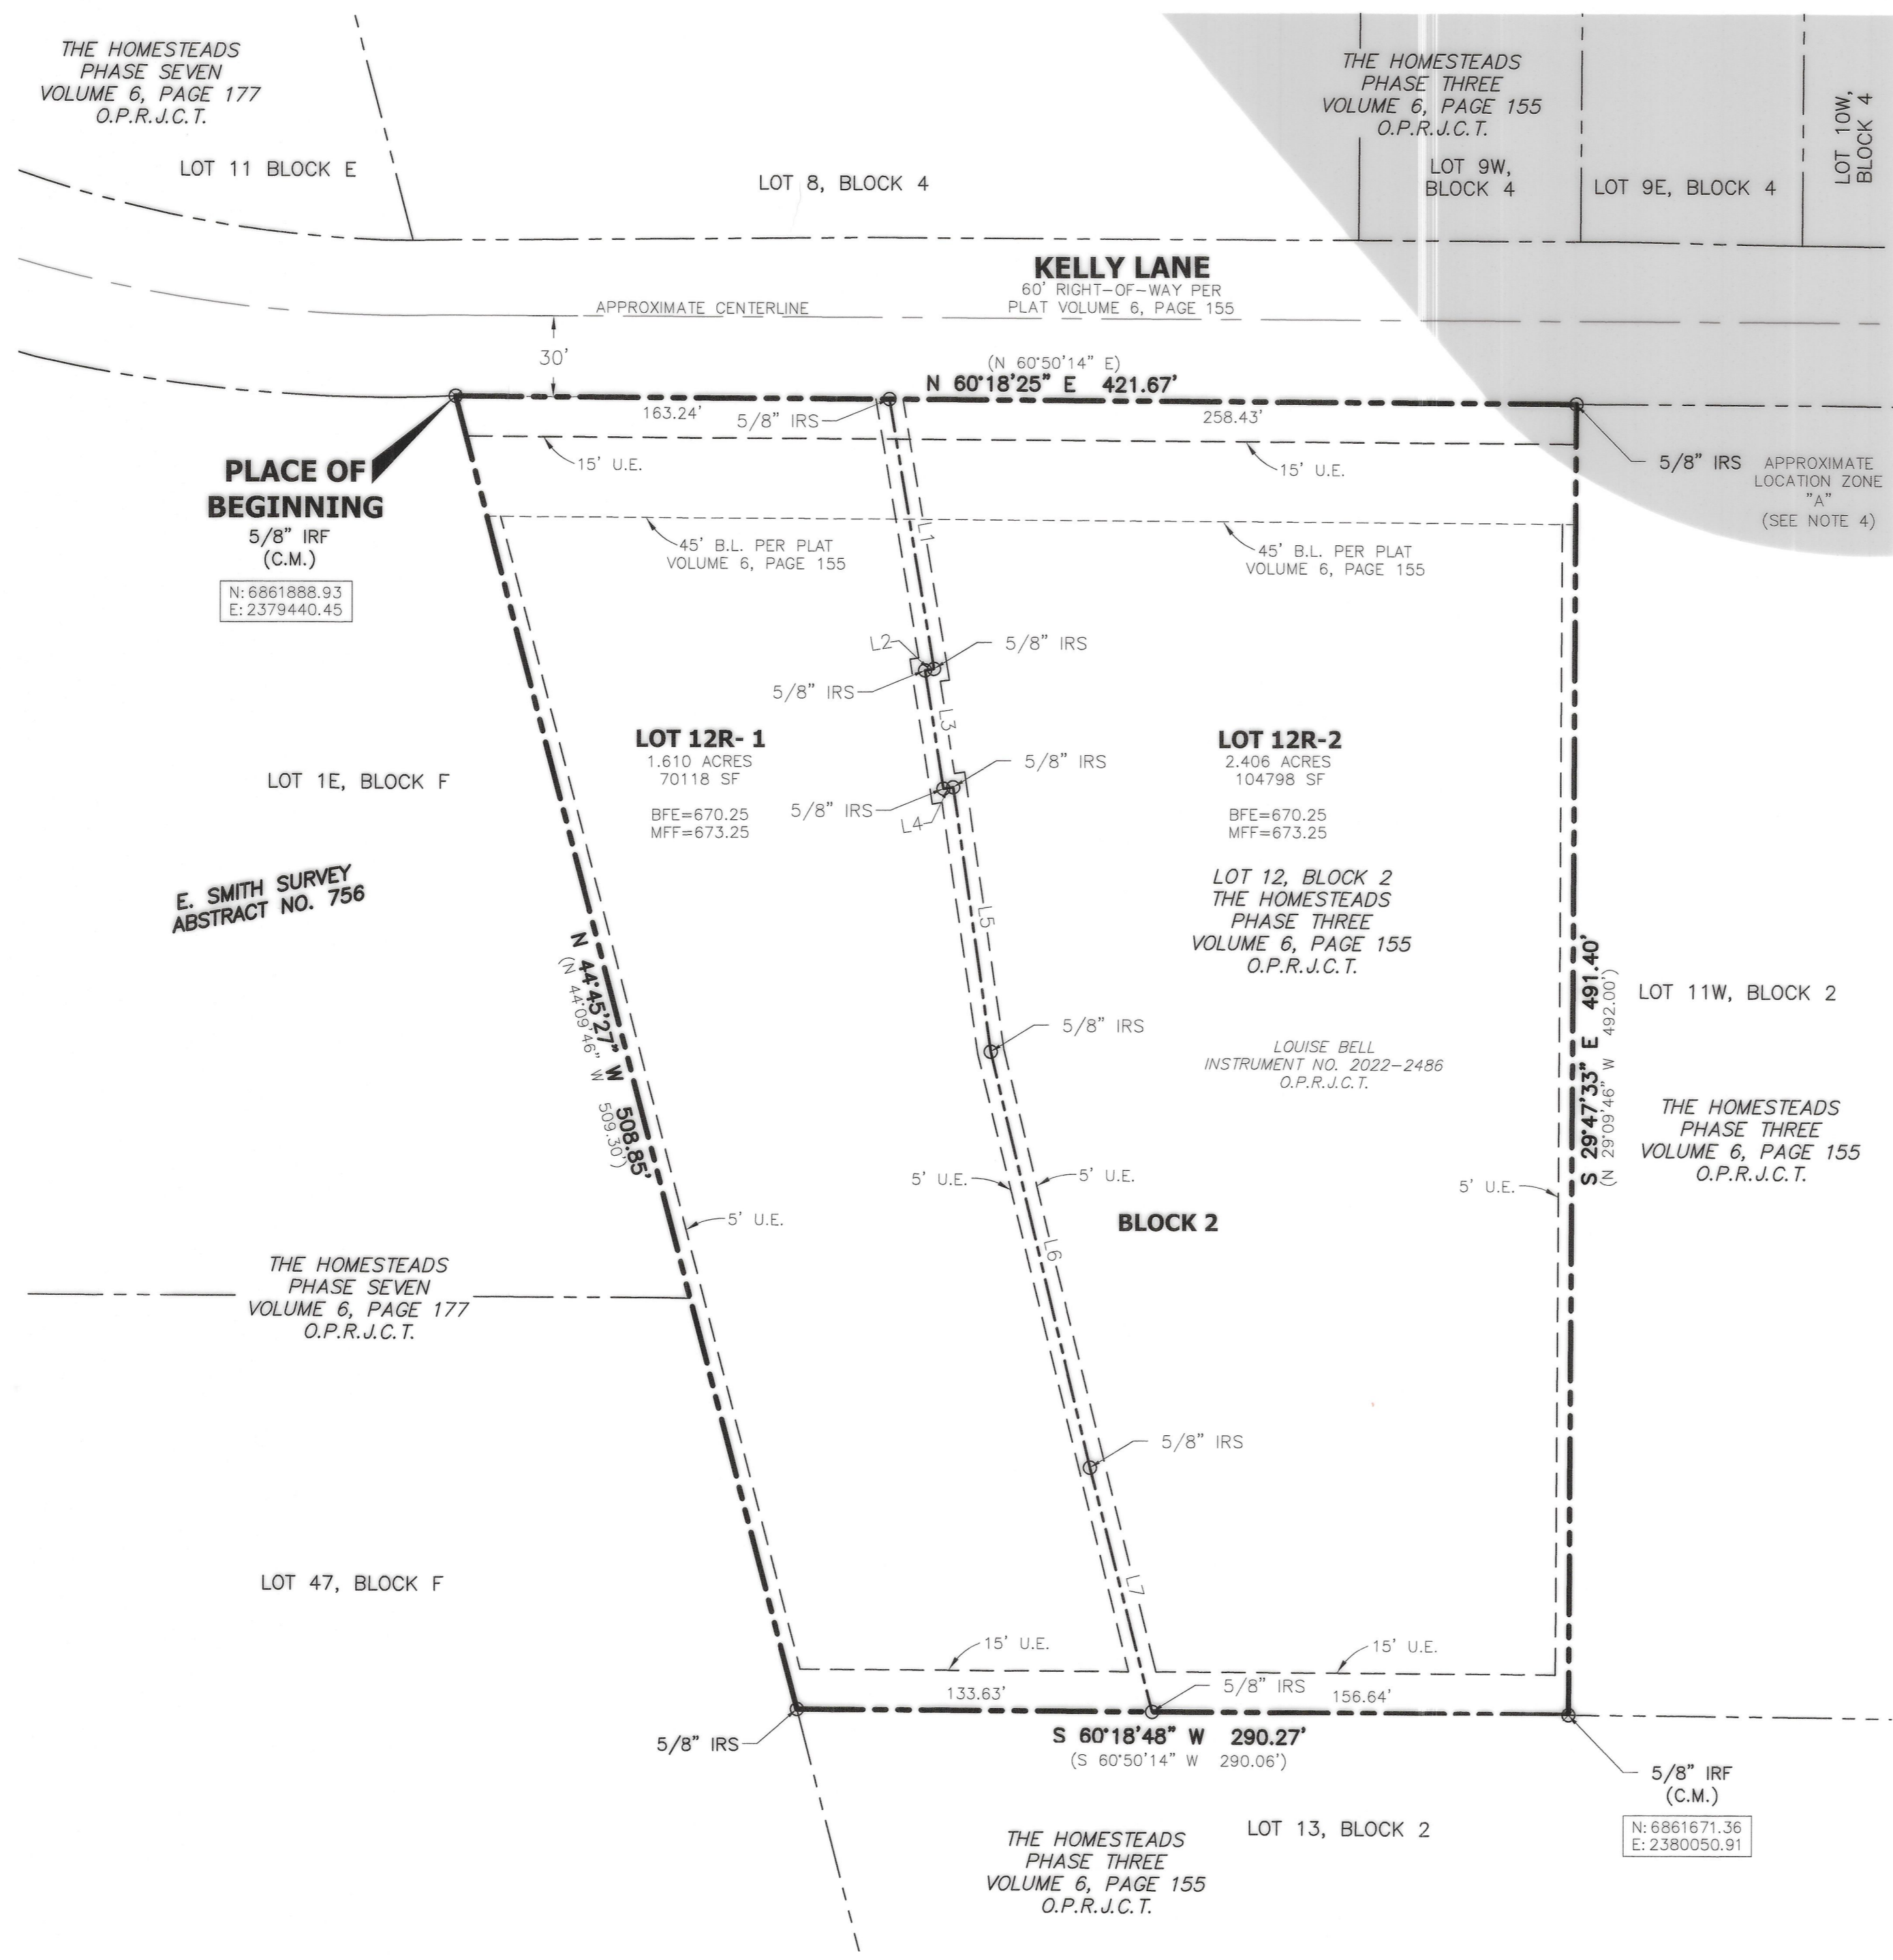 THE HOMESTEADS
PHASE SEVEN
VOLUME 6, PAGE 177
O.P.R.J.C.T.
LOT 11 BLOCK E
LOT 8, BLOCK 4
THE HOMESTEADS
PHASE THREE
VOLUME 6, PAGE 155
O.P.R.J.C.T.
LOT 9W,
BLOCK 4
LOT 9E, BLOCK 4
LOT 10W,
BLOCK 4
KELLY LANE
60' RIGHT-OF-WAY PER
PLAT VOLUME 6, PAGE 155
APPROXIMATE CENTERLINE
30'
(N 60°50'14" E)
N 60°18'25" E 421.67'
163.24'
5/8" IRS
258.43'
15' U.E.
15' U.E.
5/8" IRS
APPROXIMATE
LOCATION ZONE
"A"
(SEE NOTE 4)
PLACE OF
BEGINNING
5/8" IRF
(C.M.)
N: 6861888.93
E: 2379440.45
45' B.L. PER PLAT
VOLUME 6, PAGE 155
L1
45' B.L. PER PLAT
VOLUME 6, PAGE 155
L2
5/8" IRS
5/8" IRS
L3
LOT 12R- 1
1.610 ACRES
70118 SF
BFE=670.25
MFF=673.25
5/8" IRS
5/8" IRS
L4
LOT 12R-2
2.406 ACRES
104798 SF
BFE=670.25
MFF=673.25
LOT 1E, BLOCK F
E. SMITH SURVEY
ABSTRACT NO. 756
LOT 12, BLOCK 2
THE HOMESTEADS
PHASE THREE
VOLUME 6, PAGE 155
O.P.R.J.C.T.
L5
N 44°45'27" W 508.85'
(N 44°09'46" W 509.30')
S 29°47'33" E 491.40'
(N 29°09'46" W 492.00')
LOT 11W, BLOCK 2
5/8" IRS
LOUISE BELL
INSTRUMENT NO. 2022-2486
O.P.R.J.C.T.
THE HOMESTEADS
PHASE THREE
VOLUME 6, PAGE 155
O.P.R.J.C.T.
5' U.E.
5' U.E.
5' U.E.
5' U.E.
BLOCK 2
L6
THE HOMESTEADS
PHASE SEVEN
VOLUME 6, PAGE 177
O.P.R.J.C.T.
5/8" IRS
LOT 47, BLOCK F
L7
15' U.E.
15' U.E.
133.63'
5/8" IRS
156.64'
5/8" IRS
S 60°18'48" W 290.27'
(S 60°50'14" W 290.06')
5/8" IRF
(C.M.)
N: 6861671.36
E: 2380050.91
THE HOMESTEADS
PHASE THREE
VOLUME 6, PAGE 155
O.P.R.J.C.T.
LOT 13, BLOCK 2